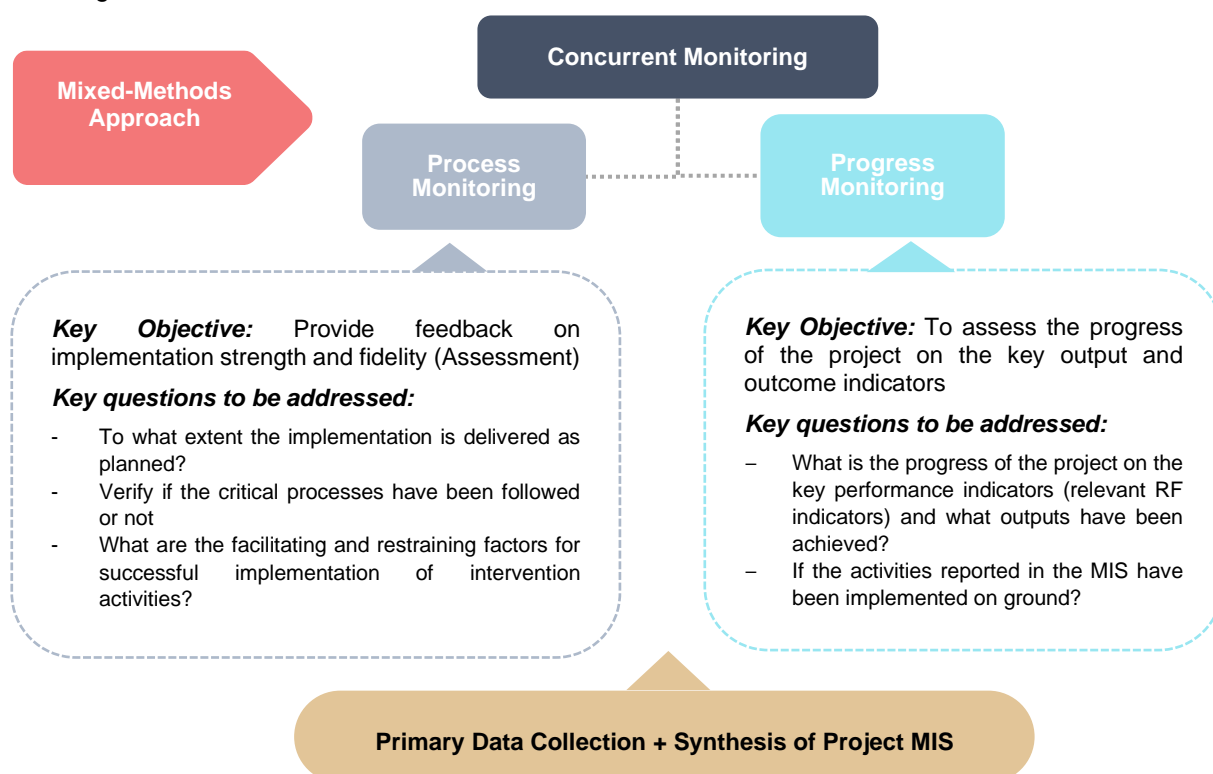 Concurrent Monitoring
Mixed-Methods
Approach
Process
Monitoring
Progress
Monitoring
Key Objective: Provide feedback on
implementation strength and fidelity (Assessment)
Key questions to be addressed:
- To what extent the implementation is delivered as
planned?
- Verify if the critical processes have been followed
or not
- What are the facilitating and restraining factors for
successful implementation of intervention
activities?
Key Objective: To assess the progress
of the project on the key output and
outcome indicators
Key questions to be addressed:
– What is the progress of the project on the
key performance indicators (relevant RF
indicators) and what outputs have been
achieved?
– If the activities reported in the MIS have
been implemented on ground?
Primary Data Collection + Synthesis of Project MIS